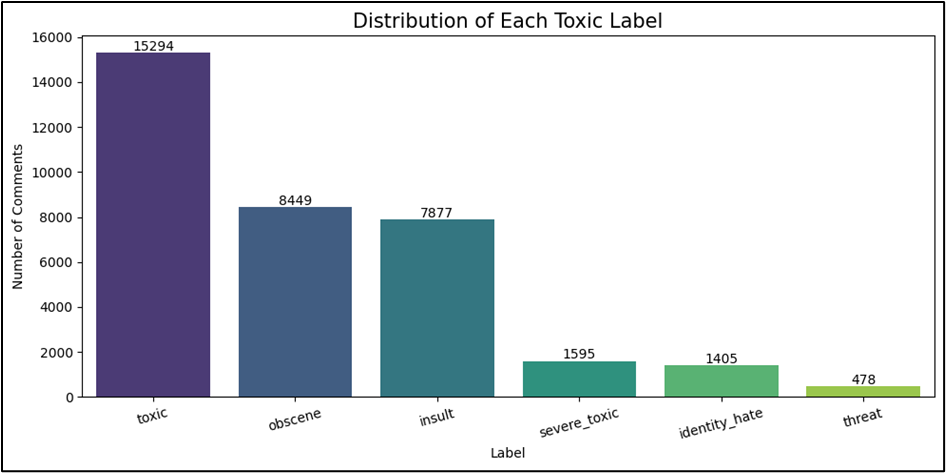 Distribution of Each Toxic Label
Number of Comments
16000
14000
12000
10000
8000
6000
4000
2000
0
15294
8449
7877
1595
1405
478
toxic
obscene
insult
severe_toxic
identity_hate
threat
Label